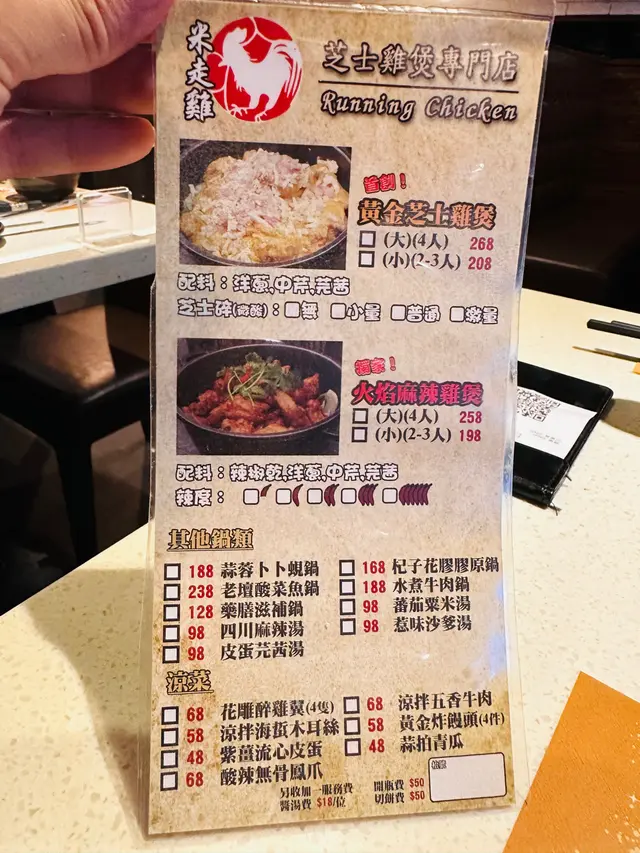 米走雞
芝士雞煲專門店
Running Chicken
首創！
黃金芝士雞煲
(大)(4人) 268
(小)(2-3人) 208
配料：洋蔥,中芹,芫茜
芝士碎(微酸)：無 小量 普通 激量
獨家！
火焰麻辣雞煲
(大)(4人) 258
(小)(2-3人) 198
配料：辣椒乾,洋蔥,中芹,芫茜
辣度：
其他鍋類
188 蒜蓉卜卜蜆鍋
238 老壇酸菜魚鍋
128 藥膳滋補鍋
98 四川麻辣湯
98 皮蛋芫茜湯
168 杞子花膠膠原鍋
188 水煮牛肉鍋
98 蕃茄粟米湯
98 惹味沙爹湯
涼菜
68 花雕醉雞翼(4隻)
58 涼拌海蜇木耳絲
48 紫薑流心皮蛋
68 酸辣無骨鳳爪
68 涼拌五香牛肉
58 黃金炸饅頭(4件)
48 蒜拍青瓜
另收加一服務費
醬湯費 $18/位
開瓶費 $50
切餅費 $50